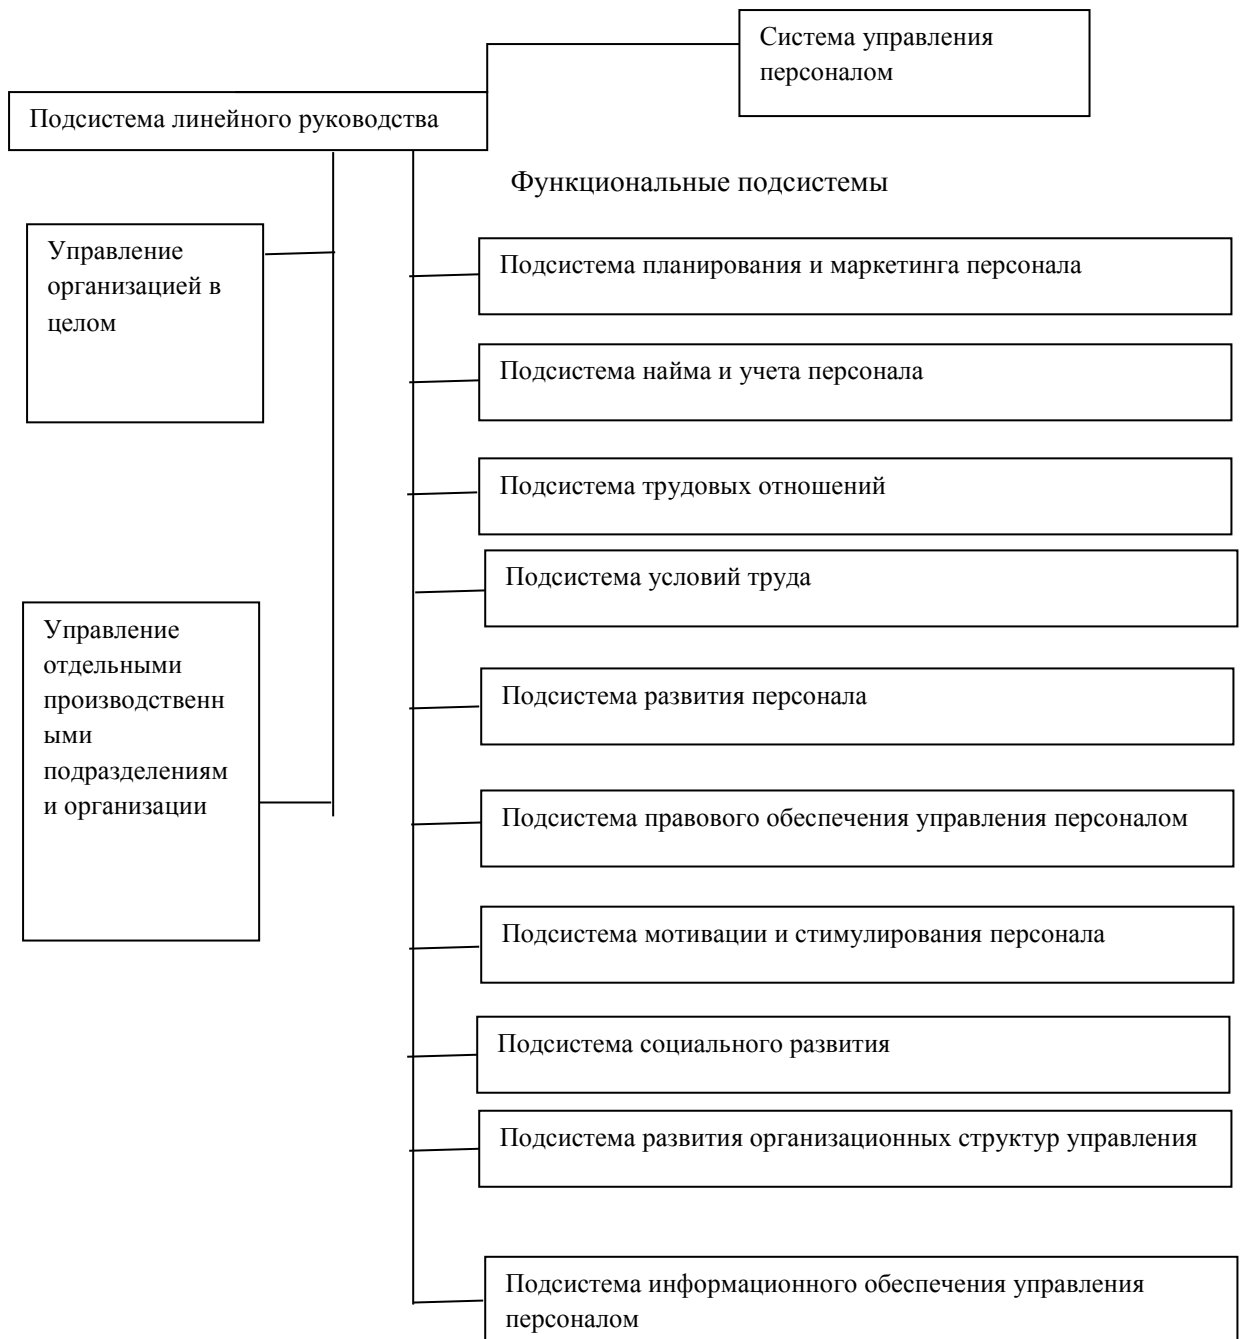 Система управления
персоналом
Подсистема линейного руководства
Функциональные подсистемы
Управление
организацией в
целом
Подсистема планирования и маркетинга персонала
Подсистема найма и учета персонала
Подсистема трудовых отношений
Подсистема условий труда
Управление
отдельными
производственн
ыми
подразделениям
и организации
Подсистема развития персонала
Подсистема правового обеспечения управления персоналом
Подсистема мотивации и стимулирования персонала
Подсистема социального развития
Подсистема развития организационных структур управления
Подсистема информационного обеспечения управления
персоналом